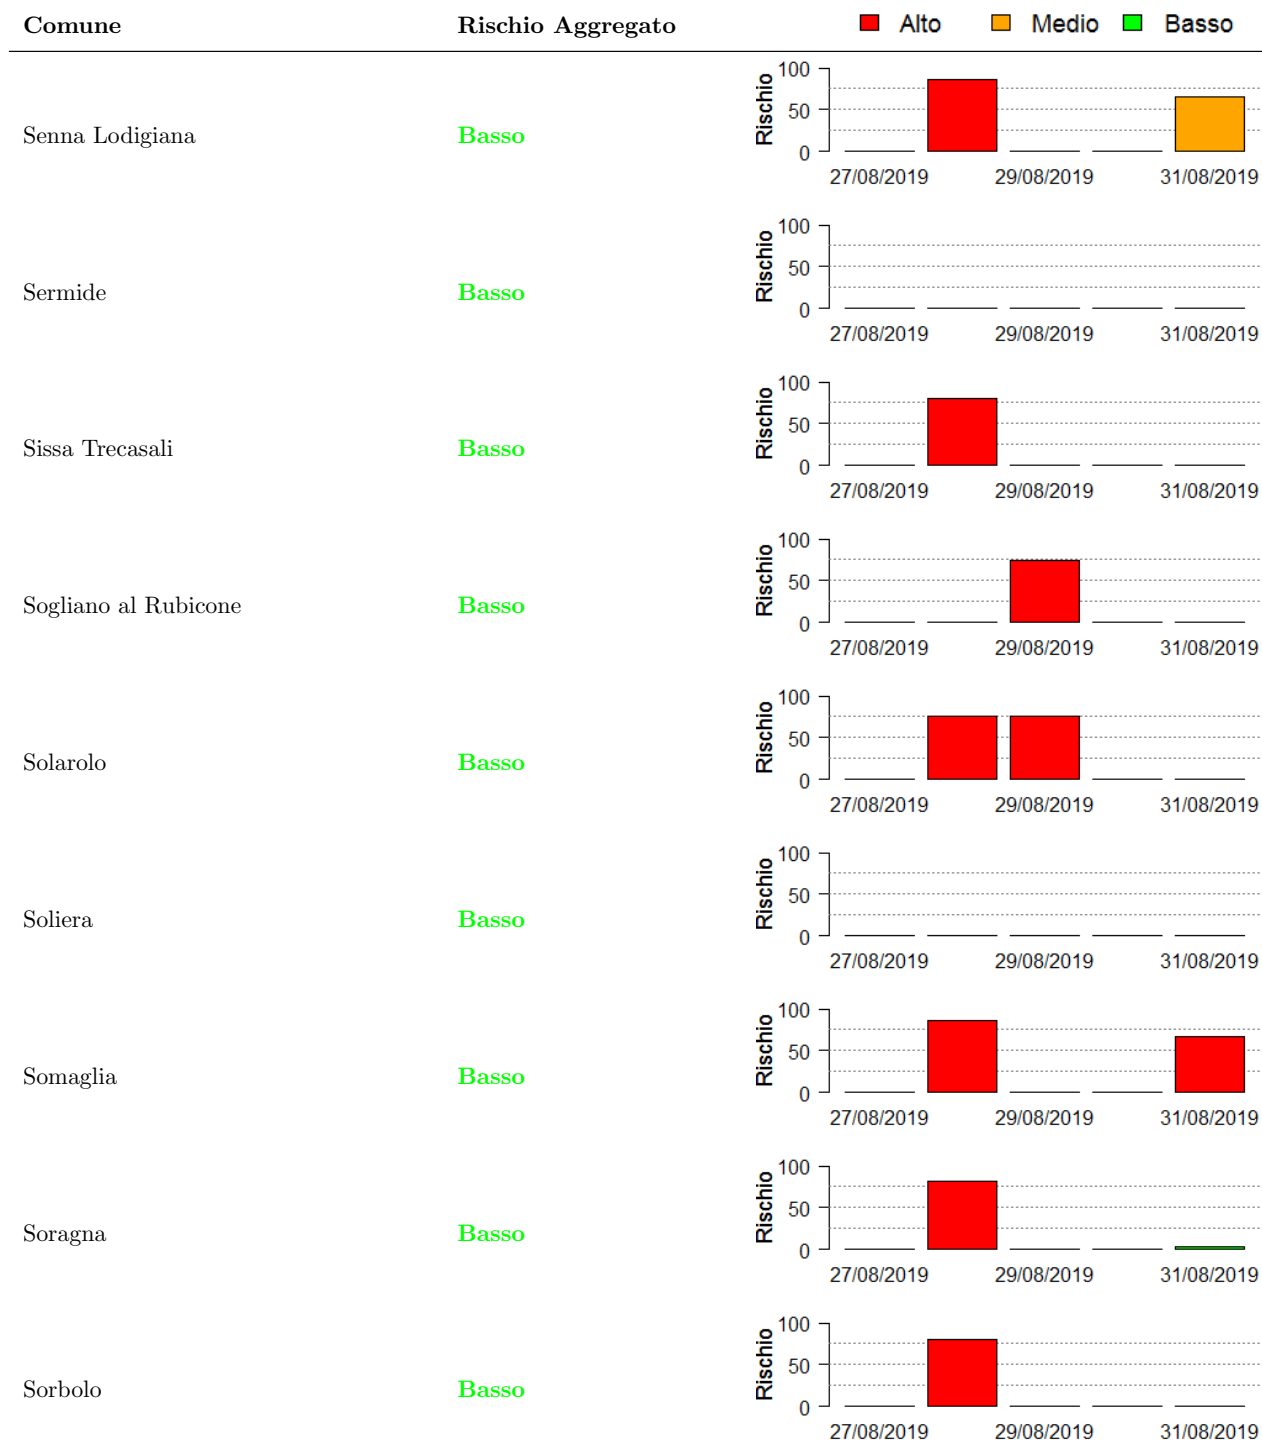 Comune Rischio Aggregato Alto Medio Basso
100
50
0
Rischio
Senna Lodigiana Basso
27/08/2019 29/08/2019 31/08/2019
100
50
0
Rischio
Sermide Basso
27/08/2019 29/08/2019 31/08/2019
100
50
0
Rischio
Sissa Trecasali Basso
27/08/2019 29/08/2019 31/08/2019
100
50
0
Rischio
Sogliano al Rubicone Basso
27/08/2019 29/08/2019 31/08/2019
100
50
0
Rischio
Solarolo Basso
27/08/2019 29/08/2019 31/08/2019
100
50
0
Rischio
Soliera Basso
27/08/2019 29/08/2019 31/08/2019
100
50
0
Rischio
Somaglia Basso
27/08/2019 29/08/2019 31/08/2019
100
50
0
Rischio
Soragna Basso
27/08/2019 29/08/2019 31/08/2019
100
50
0
Rischio
Sorbolo Basso
27/08/2019 29/08/2019 31/08/2019